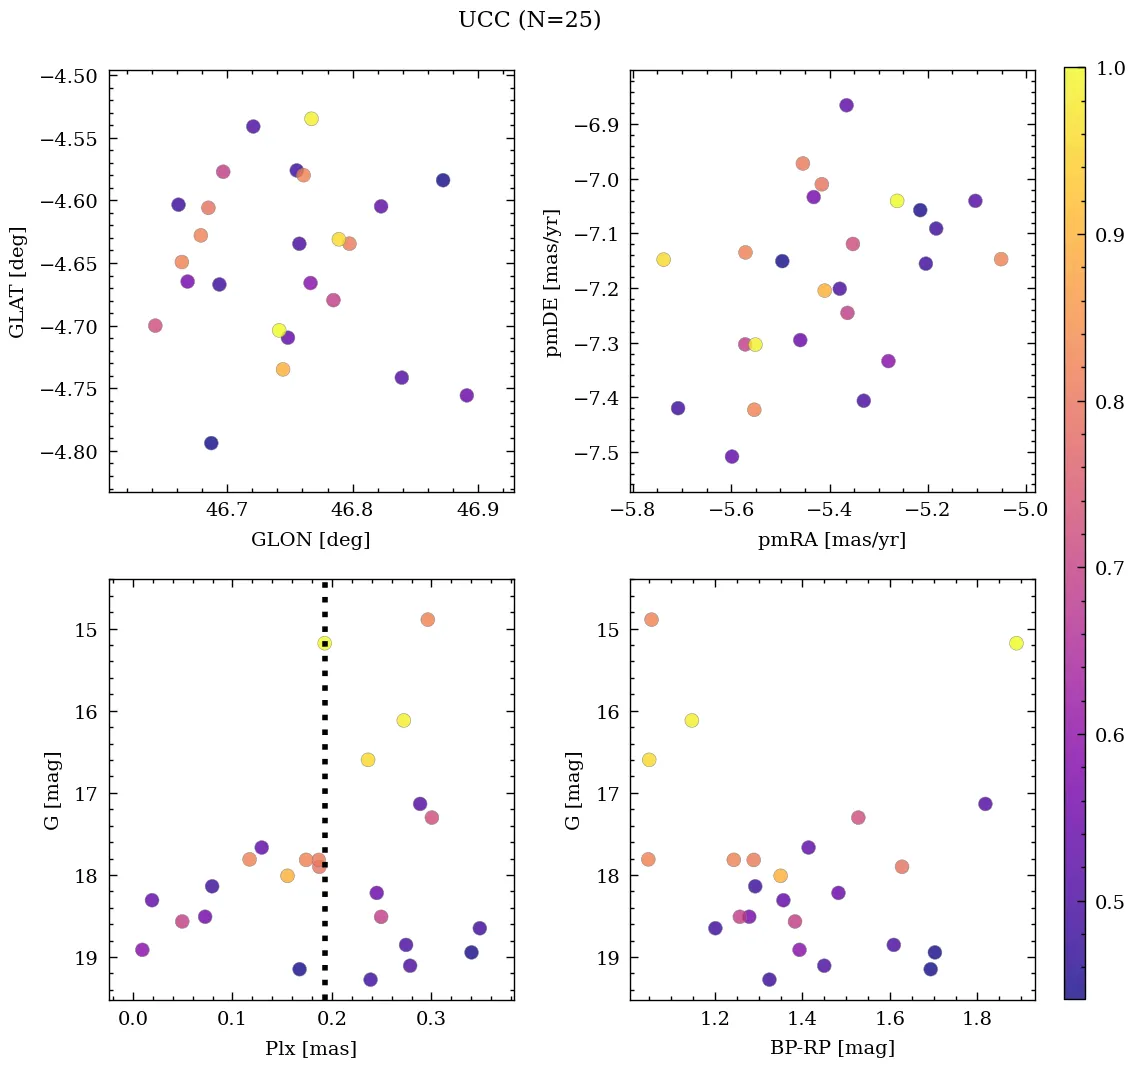 UCC (N=25)
−4.50
−4.55
−4.60
−4.65
−4.70
−4.75
−4.80
GLAT [deg]
46.7 46.8 46.9
GLON [deg]
−6.9
−7.0
−7.1
−7.2
−7.3
−7.4
−7.5
pmDE [mas/yr]
−5.8 −5.6 −5.4 −5.2 −5.0
pmRA [mas/yr]
1.0
0.9
0.8
0.7
0.6
0.5
15
16
17
18
19
G [mag]
0.0 0.1 0.2 0.3
Plx [mas]
15
16
17
18
19
G [mag]
1.2 1.4 1.6 1.8
BP-RP [mag]